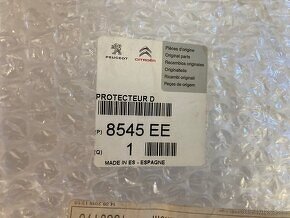 PEUGEOT
CITROËN
Pièces d'origine
Original parts
Recambios originales
Originalteile
Ricambi originali
Peças de origem
PROTECTEUR D
(P) 8545 EE
(Q) 1
MADE IN ES - ESPAGNE